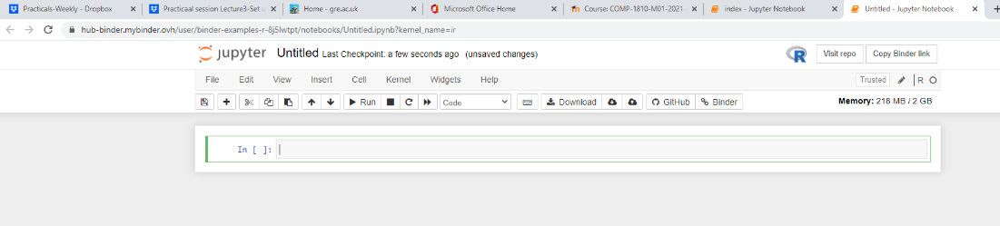 Practicals-Weekly - Dropbox Practicaal session Lecture3-Set u Home - gre.ac.uk Microsoft Office Home Course: COMP-1810-M01-2021- index - Jupyter Notebook Untitled - Jupyter Notebook
hub-binder.mybinder.ovh/user/binder-examples-r-8j5lwtpt/notebooks/Untitled.ipynb?kernel_name=ir
jupyter Untitled Last Checkpoint: a few seconds ago (unsaved changes) R Visit repo Copy Binder link
File Edit View Insert Cell Kernel Widgets Help Trusted R
Run Code Download GitHub Binder Memory: 218 MB / 2 GB
In [ ]: